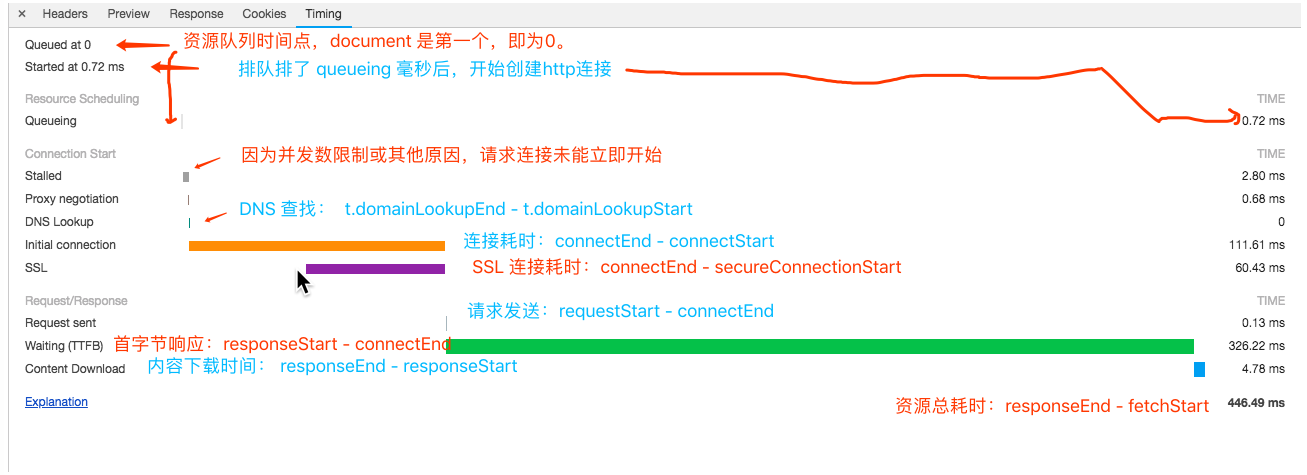 × Headers Preview Response Cookies Timing
Queued at 0 资源队列时间点，document 是第一个，即为0。
Started at 0.72 ms 排队排了 queueing 毫秒后，开始创建http连接
Resource Scheduling TIME
Queueing 0.72 ms
Connection Start TIME
因为并发数限制或其他原因，请求连接未能立即开始
Stalled 2.80 ms
Proxy negotiation 0.68 ms
DNS Lookup DNS 查找： t.domainLookupEnd - t.domainLookupStart 0
Initial connection 连接耗时：connectEnd - connectStart 111.61 ms
SSL SSL 连接耗时：connectEnd - secureConnectionStart 60.43 ms
Request/Response TIME
请求发送：requestStart - connectEnd
Request sent 0.13 ms
Waiting (TTFB) 首字节响应：responseStart - connectEnd 326.22 ms
Content Download 内容下载时间： responseEnd - responseStart 4.78 ms
Explanation 资源总耗时：responseEnd - fetchStart 446.49 ms